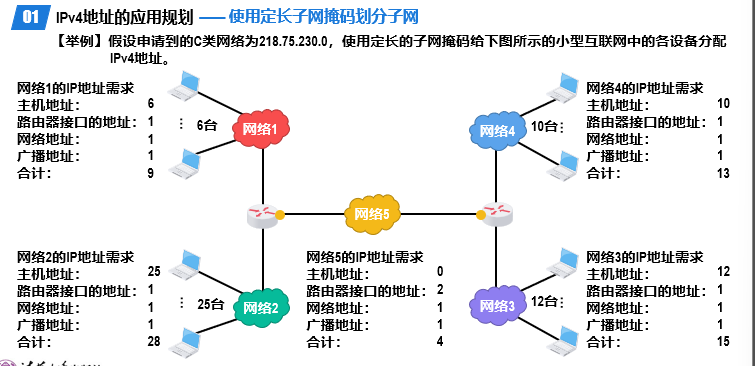 01 IPv4地址的应用规划 —— 使用定长子网掩码划分子网
【举例】假设申请到的C类网络为218.75.230.0，使用定长的子网掩码给下图所示的小型互联网中的各设备分配
IPv4地址。
网络1的IP地址需求
主机地址： 6
路由器接口的地址： 1
网络地址： 1
广播地址： 1
合计： 9
6台
网络1
网络4
10台
网络4的IP地址需求
主机地址： 10
路由器接口的地址： 1
网络地址： 1
广播地址： 1
合计： 13
网络5
网络2的IP地址需求
主机地址： 25
路由器接口的地址： 1
网络地址： 1
广播地址： 1
合计： 28
25台
网络2
网络5的IP地址需求
主机地址： 0
路由器接口的地址： 2
网络地址： 1
广播地址： 1
合计： 4
网络3
12台
网络3的IP地址需求
主机地址： 12
路由器接口的地址： 1
网络地址： 1
广播地址： 1
合计： 15